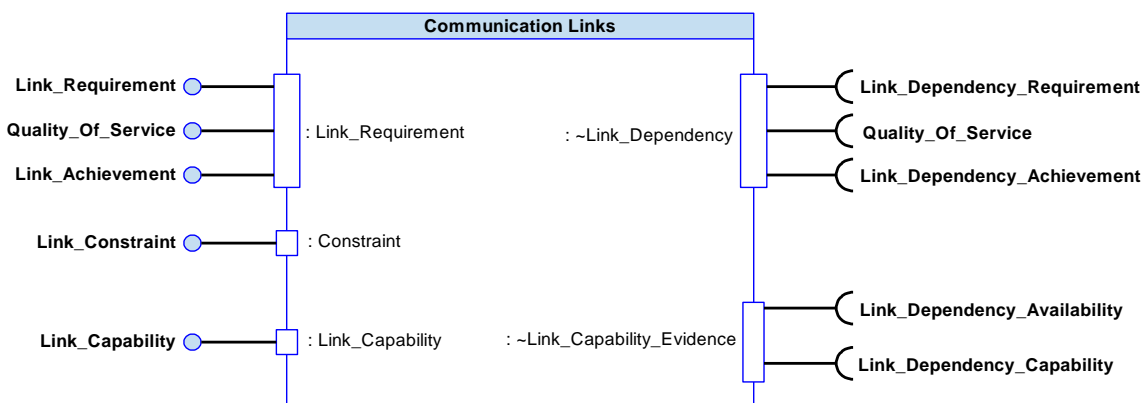 Communication Links
Link_Requirement
Quality_Of_Service
Link_Achievement
: Link_Requirement
: ~Link_Dependency
Link_Dependency_Requirement
Quality_Of_Service
Link_Dependency_Achievement
Link_Constraint
: Constraint
Link_Capability
: Link_Capability
: ~Link_Capability_Evidence
Link_Dependency_Availability
Link_Dependency_Capability